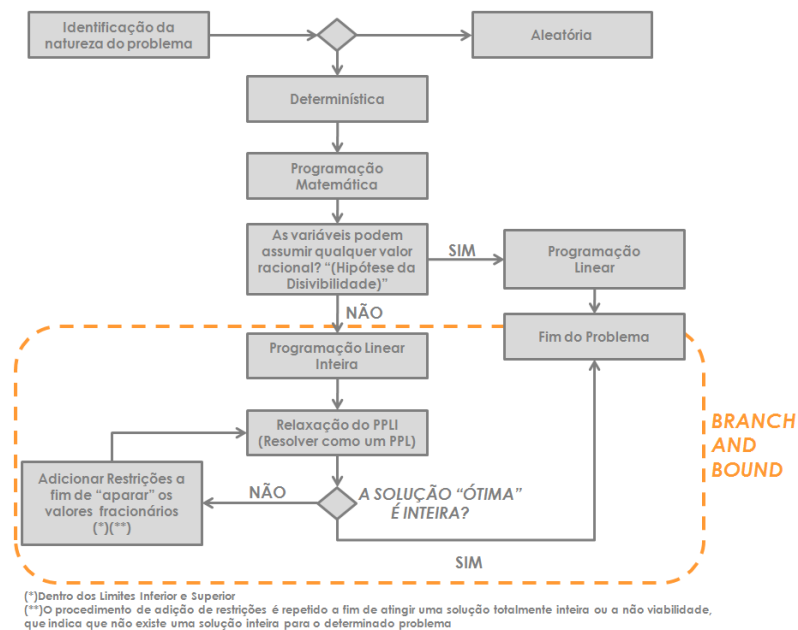 Identificação da
natureza do problema
Aleatória
Determinística
Programação
Matemática
As variáveis podem
assumir qualquer valor
racional? “(Hipótese da
Disivibilidade)”
SIM
Programação
Linear
NÃO
Fim do Problema
Programação Linear
Inteira
Relaxação do PPLI
(Resolver como um PPL)
BRANCH
AND
BOUND
Adicionar Restrições a
fim de “aparar” os
valores fracionários
(*)(**)
NÃO
A SOLUÇÃO “ÓTIMA”
É INTEIRA?
SIM
(*)Dentro dos Limites Inferior e Superior
(**)O procedimento de adição de restrições é repetido a fim de atingir uma solução totalmente inteira ou a não viabilidade,
que indica que não existe uma solução inteira para o determinado problema